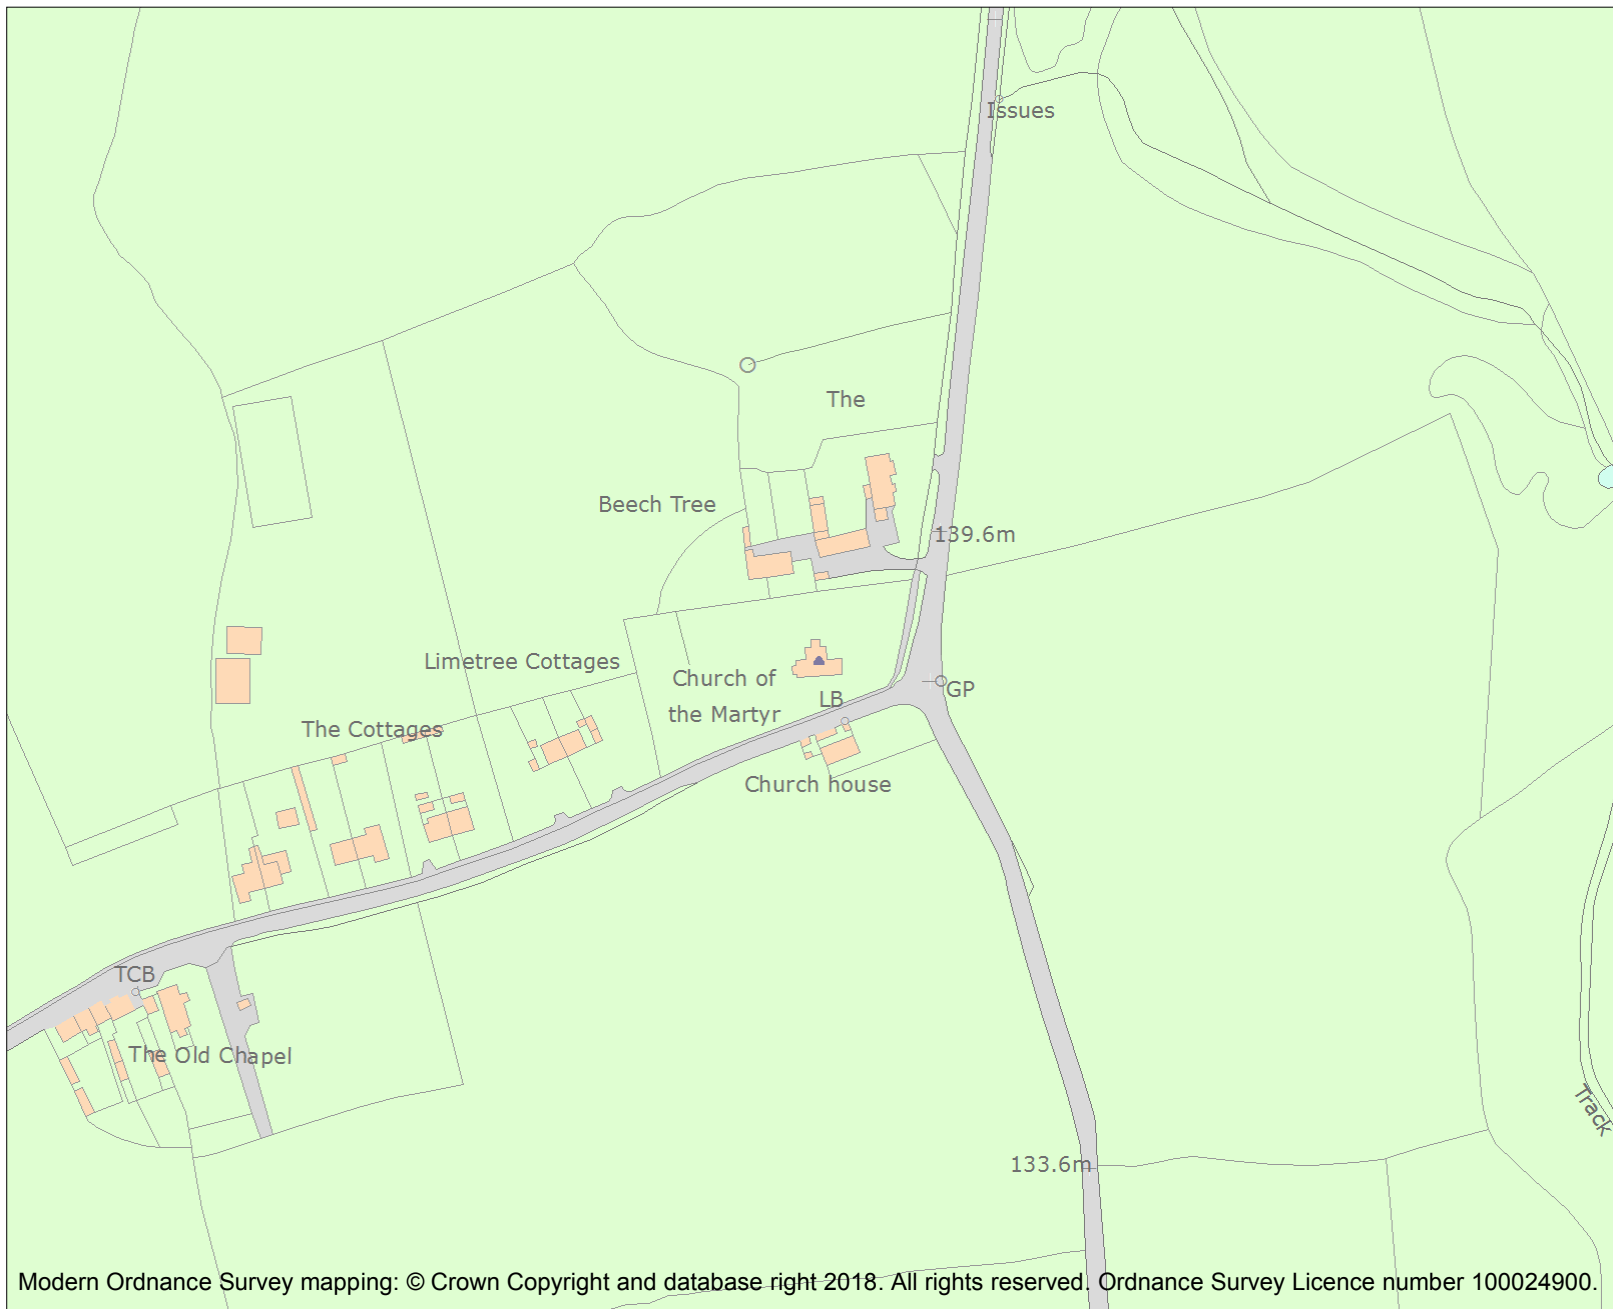 Issues
The
Beech Tree
139.6m
Limetree Cottages
Church of
the Martyr
LB
GP
The Cottages
Church house
TCB
The Old Chapel
Track
133.6m
Modern Ordnance Survey mapping: © Crown Copyright and database right 2018. All rights reserved. Ordnance Survey Licence number 100024900.